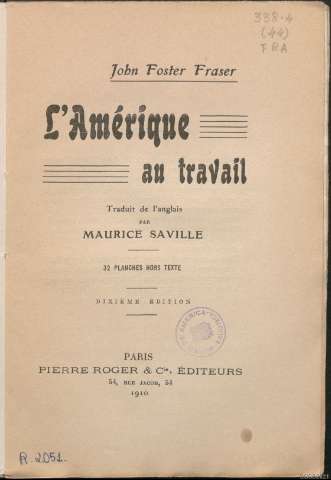 338.4
(44)
FRA
John Foster Fraser
L'Amérique
au travail
Traduit de l'anglais
PAR
MAURICE SAVILLE
32 PLANCHES HORS TEXTE
DIXIÈME ÉDITION
PARIS
PIERRE ROGER & Cie, ÉDITEURS
54, RUE JACOB, 54
1910
R.2051.